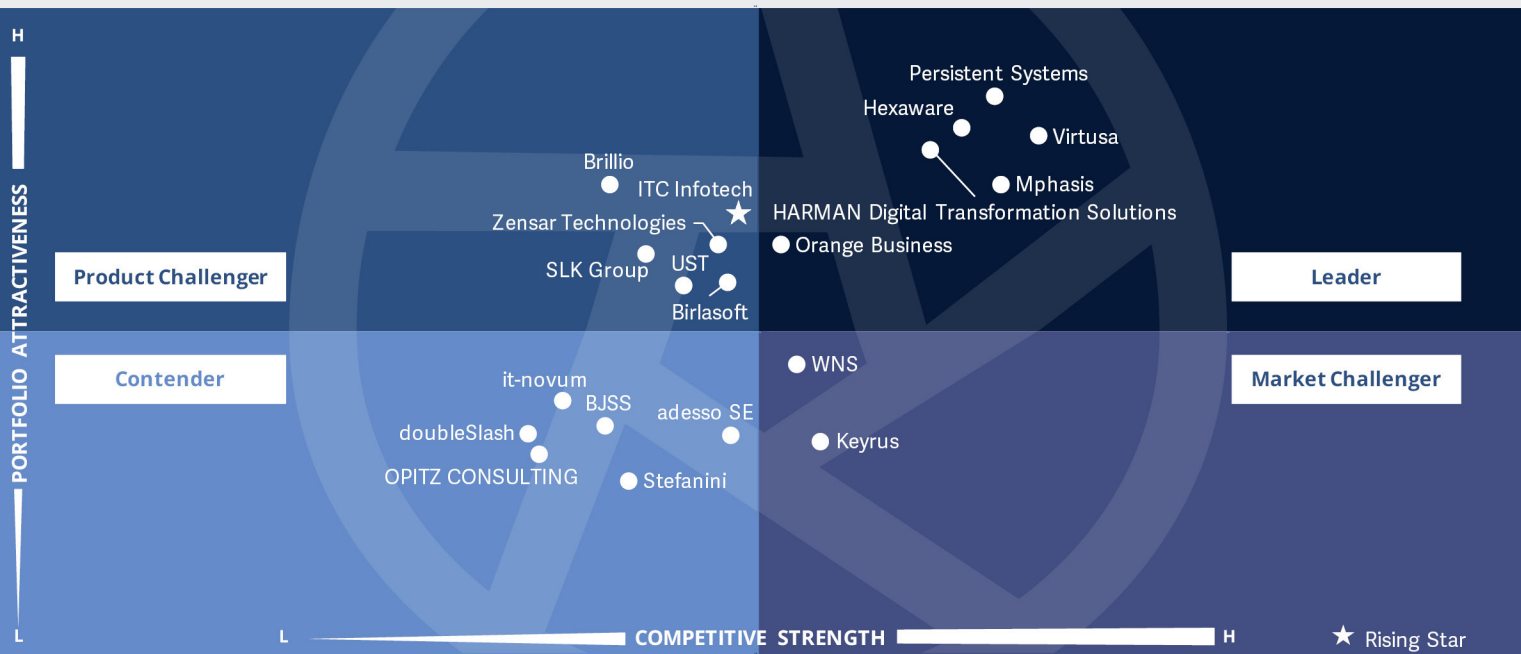 H
PORTFOLIO ATTRACTIVENESS
L
Persistent Systems
Hexaware
Virtusa
Brillio
ITC Infotech
Mphasis
HARMAN Digital Transformation Solutions
Zensar Technologies
Orange Business
SLK Group
UST
Birlasoft
Product Challenger
Leader
Contender
Market Challenger
WNS
it-novum
BJSS
adesso SE
doubleSlash
Keyrus
OPITZ CONSULTING
Stefanini
L
COMPETITIVE STRENGTH
H
Rising Star